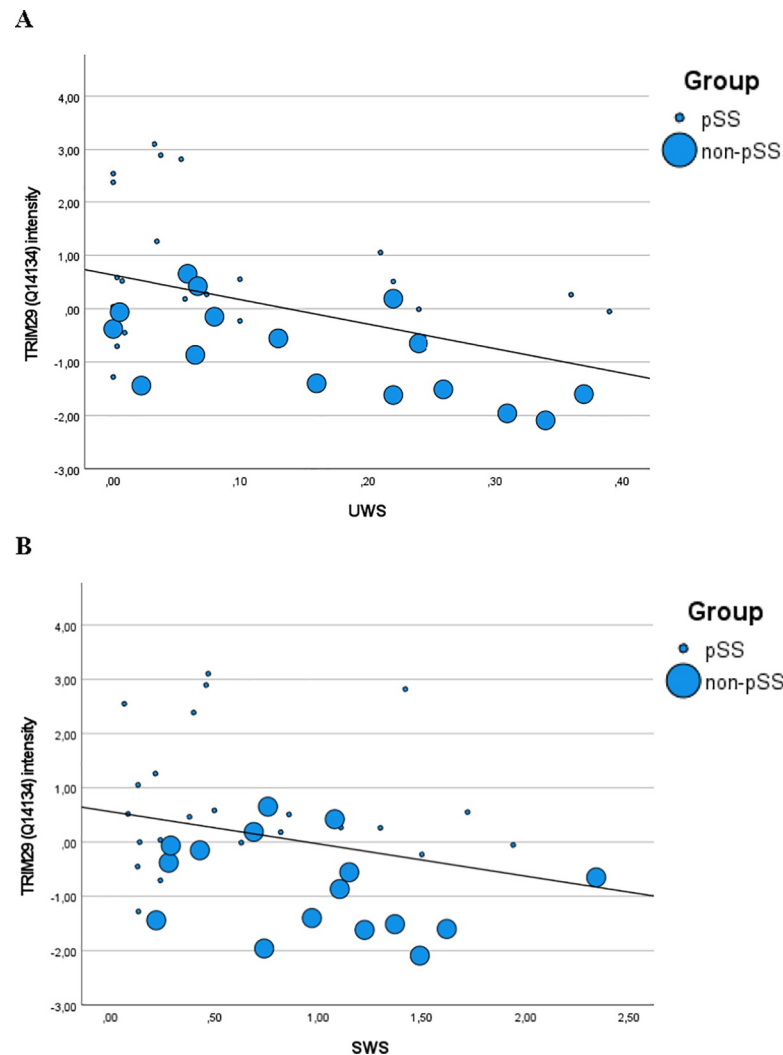 A
Group
pSS
non-pSS
4,00
3,00
2,00
1,00
,00
-1,00
-2,00
-3,00
TRIM29 (Q14134) intensity
,00 ,10 ,20 ,30 ,40
UWS
B
Group
pSS
non-pSS
4,00
3,00
2,00
1,00
,00
-1,00
-2,00
-3,00
TRIM29 (Q14134) intensity
,00 ,50 1,00 1,50 2,00 2,50
SWS